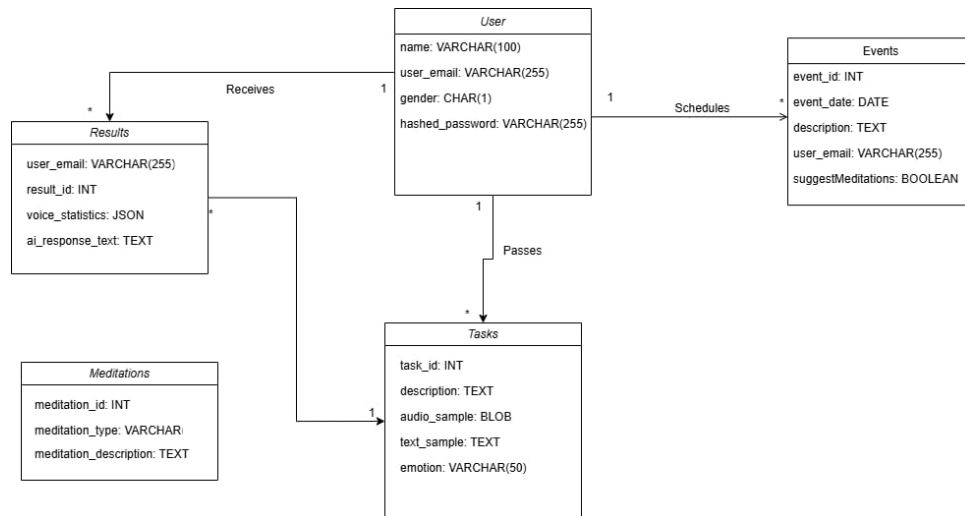 User
name: VARCHAR(100)
user_email: VARCHAR(255)
gender: CHAR(1)
hashed_password: VARCHAR(255)
Events
event_id: INT
event_date: DATE
description: TEXT
user_email: VARCHAR(255)
suggestMeditations: BOOLEAN
Receives
1
*
1
Schedules
*
Results
user_email: VARCHAR(255)
result_id: INT
voice_statistics: JSON
ai_response_text: TEXT
*
1
1
Passes
*
Tasks
task_id: INT
description: TEXT
audio_sample: BLOB
text_sample: TEXT
emotion: VARCHAR(50)
Meditations
meditation_id: INT
meditation_type: VARCHAR(
meditation_description: TEXT